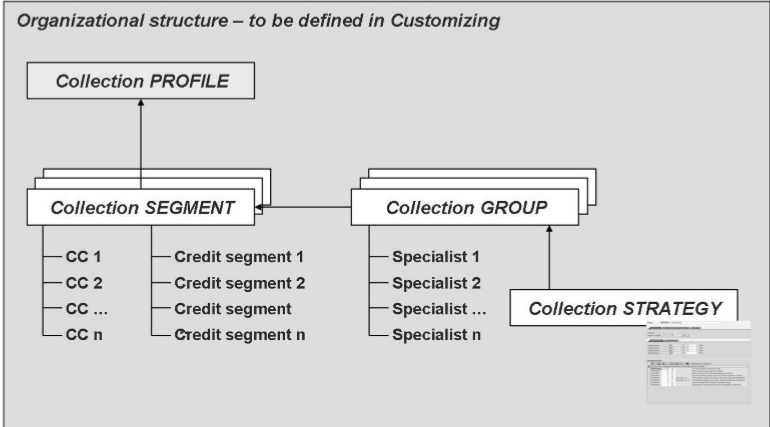 Organizational structure – to be defined in Customizing
Collection PROFILE
Collection SEGMENT
Collection GROUP
CC 1
CC 2
CC ...
CC n
Credit segment 1
Credit segment 2
Credit segment
Credit segment n
Specialist 1
Specialist 2
Specialist ...
Specialist n
Collection STRATEGY